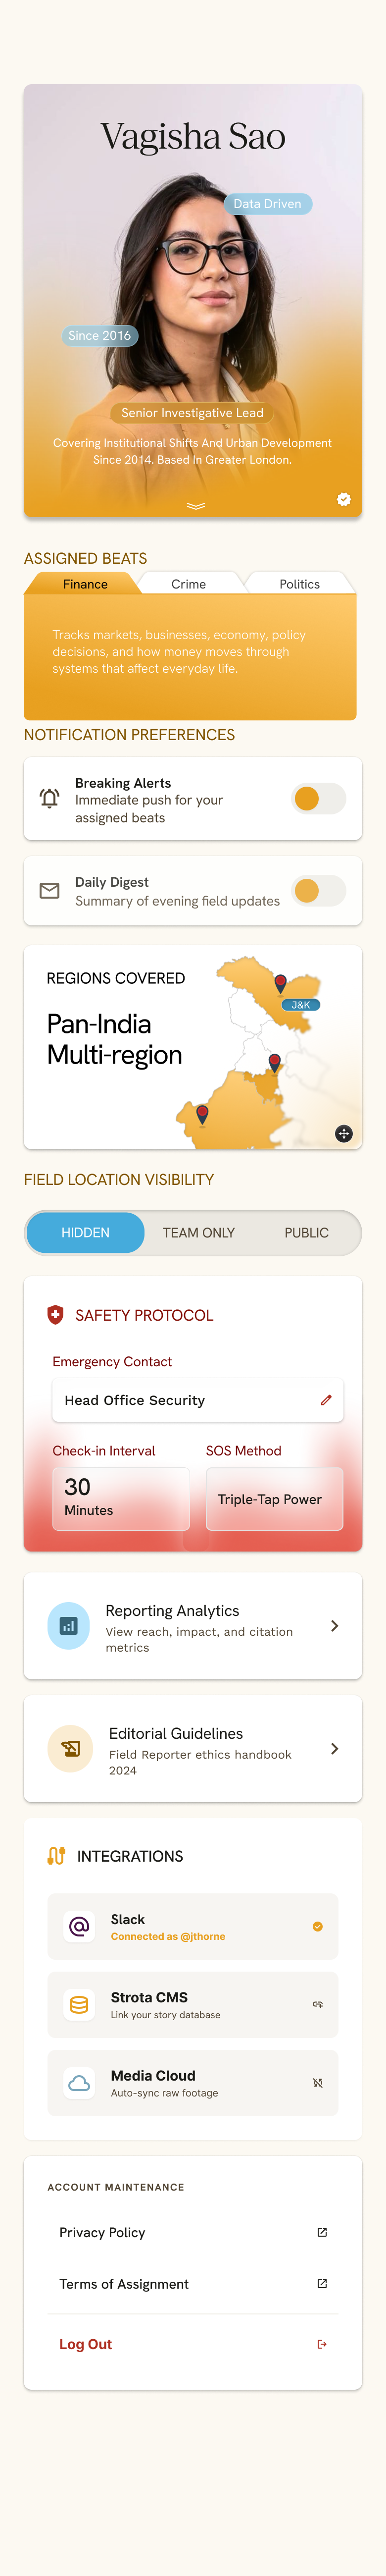 Vagisha Sao
Data Driven
Since 2016
Senior Investigative Lead
Covering Institutional Shifts And Urban Development
Since 2014. Based In Greater London.
ASSIGNED BEATS
Finance
Crime
Politics
Tracks markets, businesses, economy, policy
decisions, and how money moves through
systems that affect everyday life.
NOTIFICATION PREFERENCES
Breaking Alerts
Immediate push for your
assigned beats
Daily Digest
Summary of evening field updates
REGIONS COVERED
J&K
Pan-India
Multi-region
FIELD LOCATION VISIBILITY
HIDDEN
TEAM ONLY
PUBLIC
SAFETY PROTOCOL
Emergency Contact
Head Office Security
Check-in Interval
SOS Method
30
Minutes
Triple-Tap Power
Reporting Analytics
View reach, impact, and citation
metrics
Editorial Guidelines
Field Reporter ethics handbook
2024
INTEGRATIONS
Slack
Connected as @jthorne
Strota CMS
Link your story database
Media Cloud
Auto-sync raw footage
ACCOUNT MAINTENANCE
Privacy Policy
Terms of Assignment
Log Out